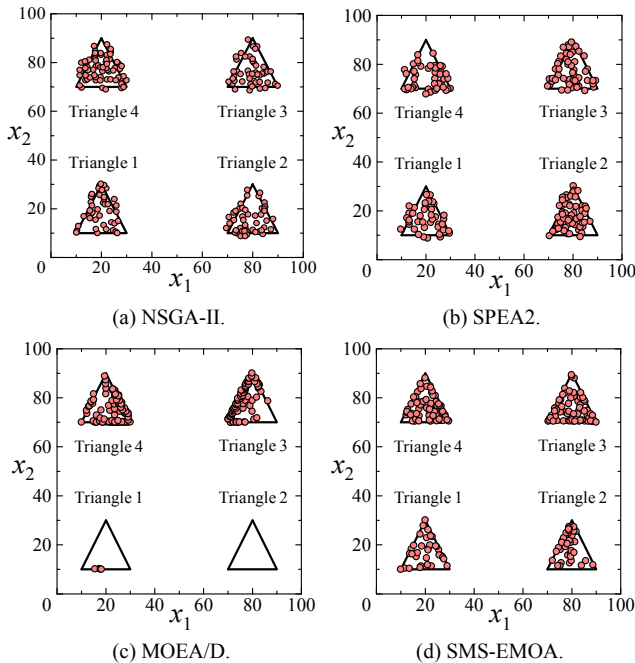 100
80
60
40
20
0
x2
Triangle 4 Triangle 3
Triangle 1 Triangle 2
0 20 40 60 80 100
x1
(a) NSGA-II.
100
80
60
40
20
0
x2
Triangle 4 Triangle 3
Triangle 1 Triangle 2
20 40 60 80 100
x1
(b) SPEA2.
100
80
60
40
20
0
x2
Triangle 4 Triangle 3
Triangle 1 Triangle 2
20 40 60 80 100
x1
(c) MOEA/D.
100
80
60
40
20
0
x2
Triangle 4 Triangle 3
Triangle 1 Triangle 2
20 40 60 80 100
x1
(d) SMS-EMOA.